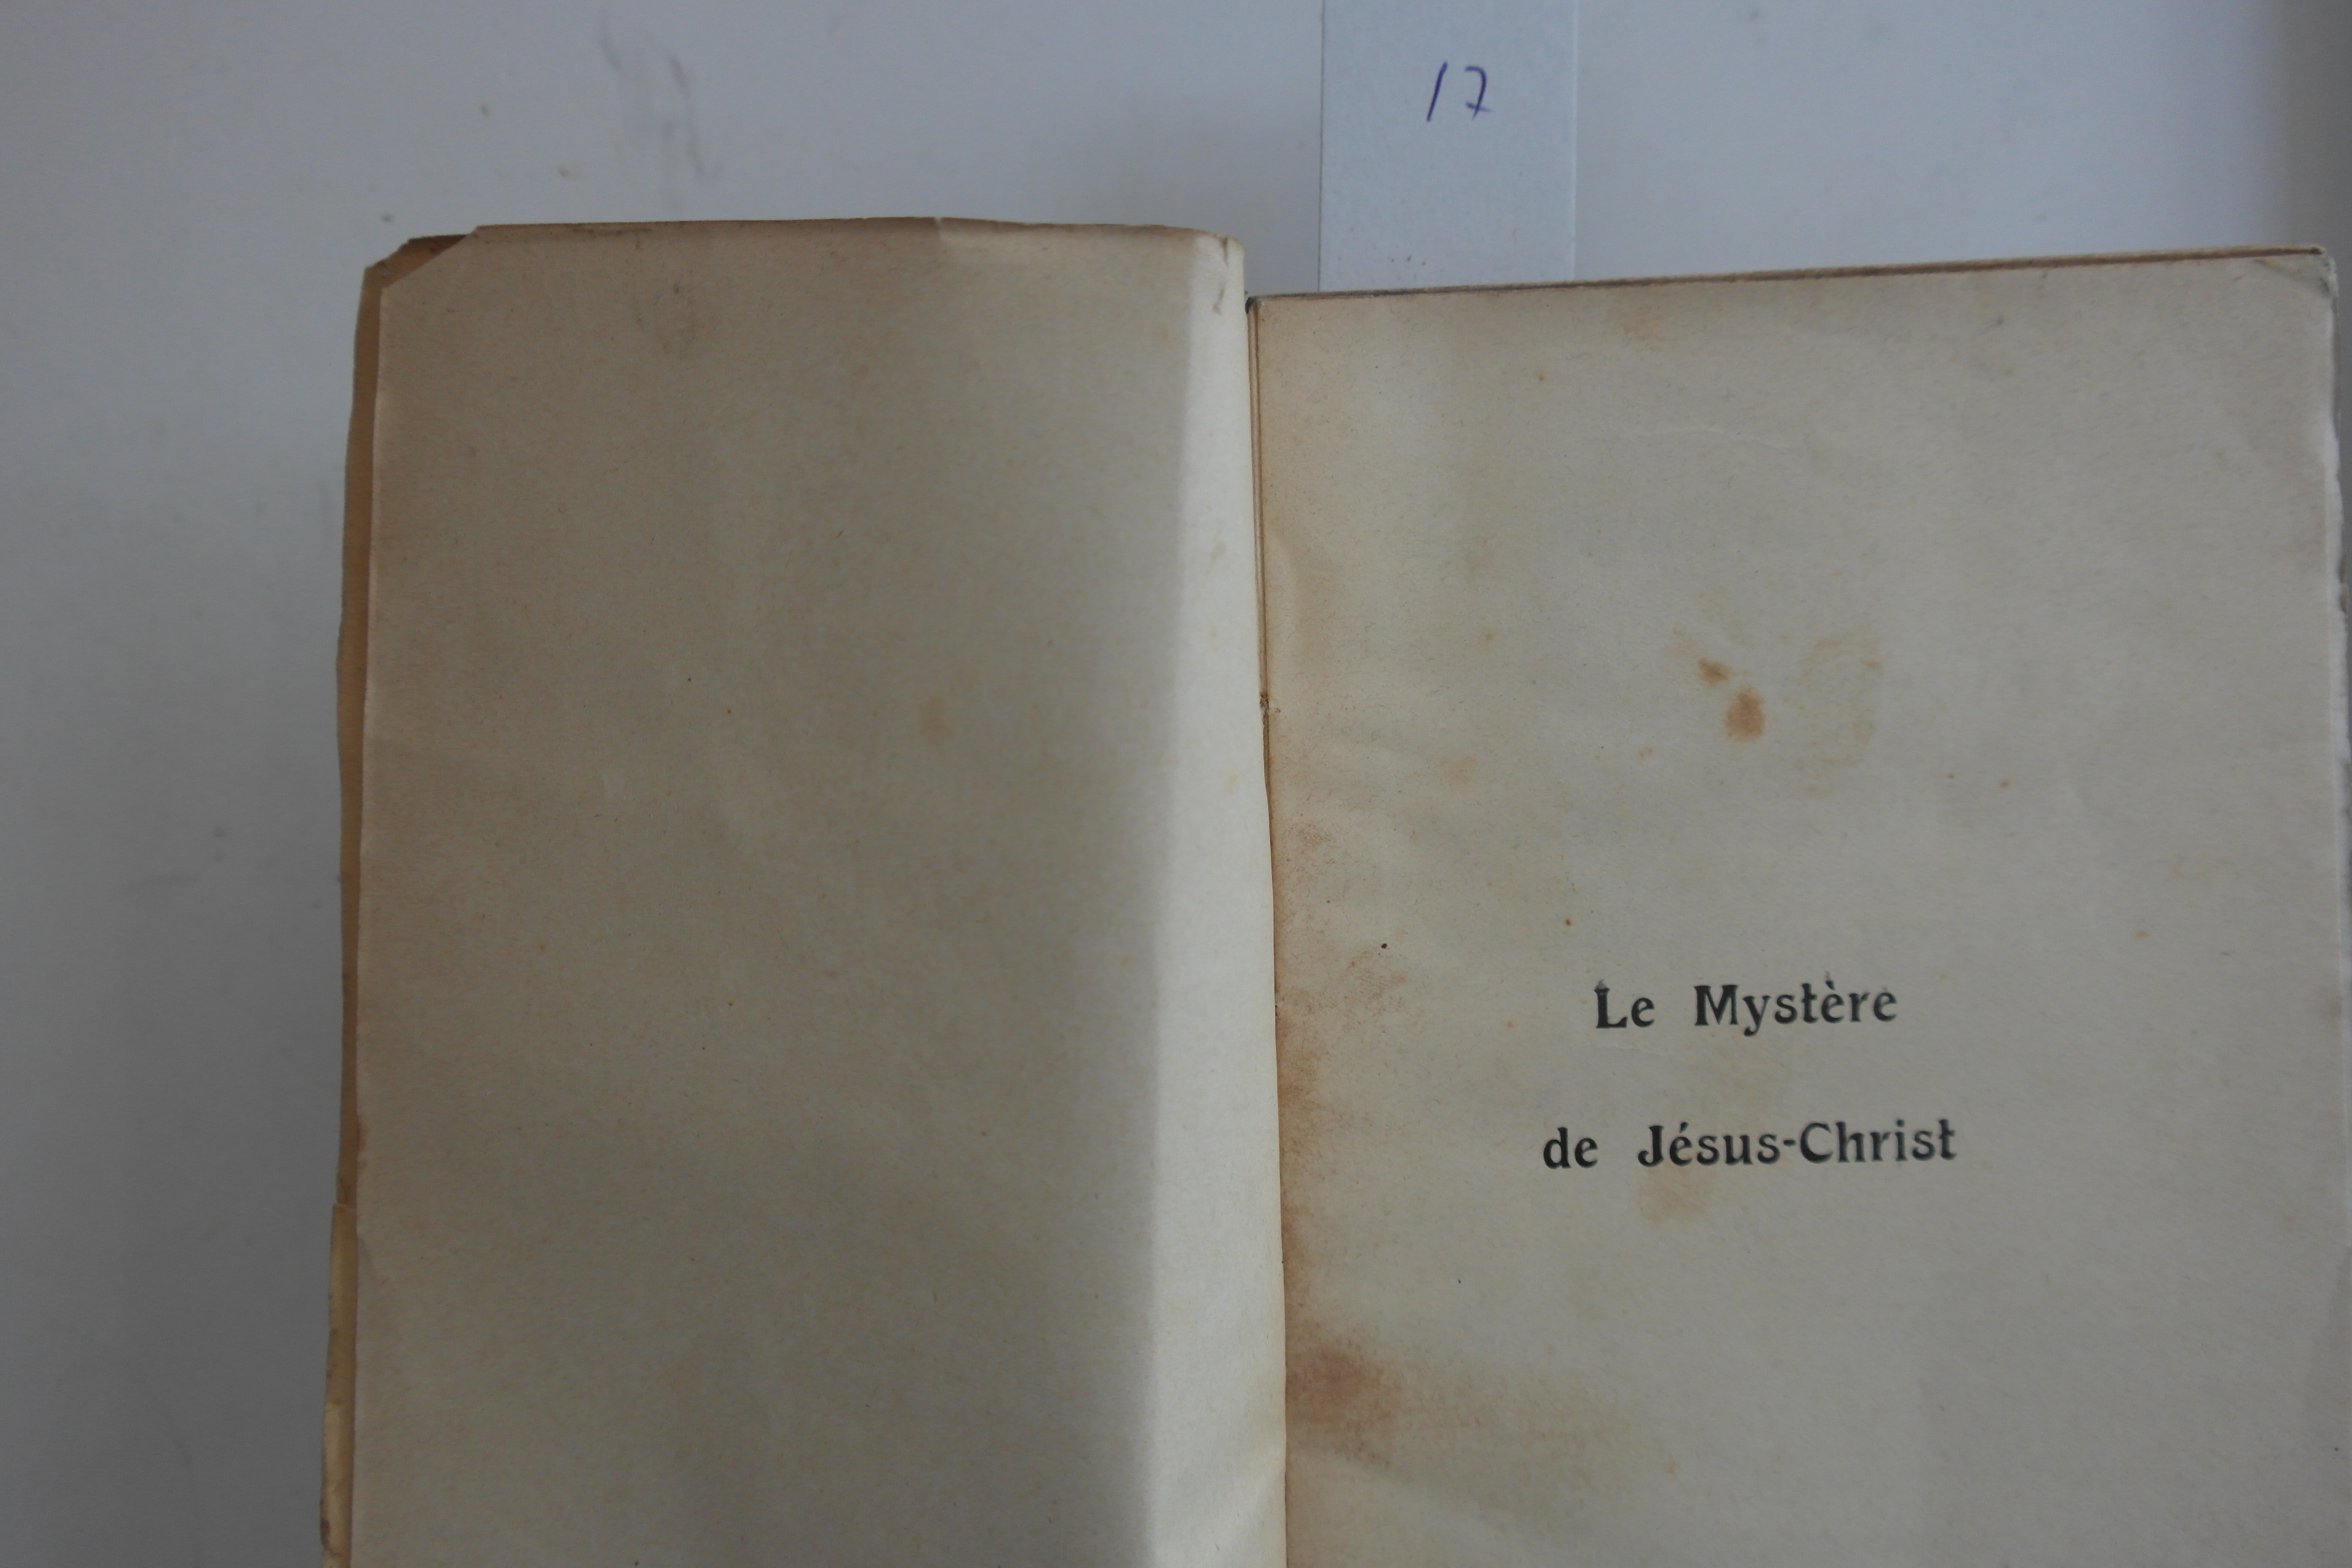 17
Le Mystère
de Jésus-Christ